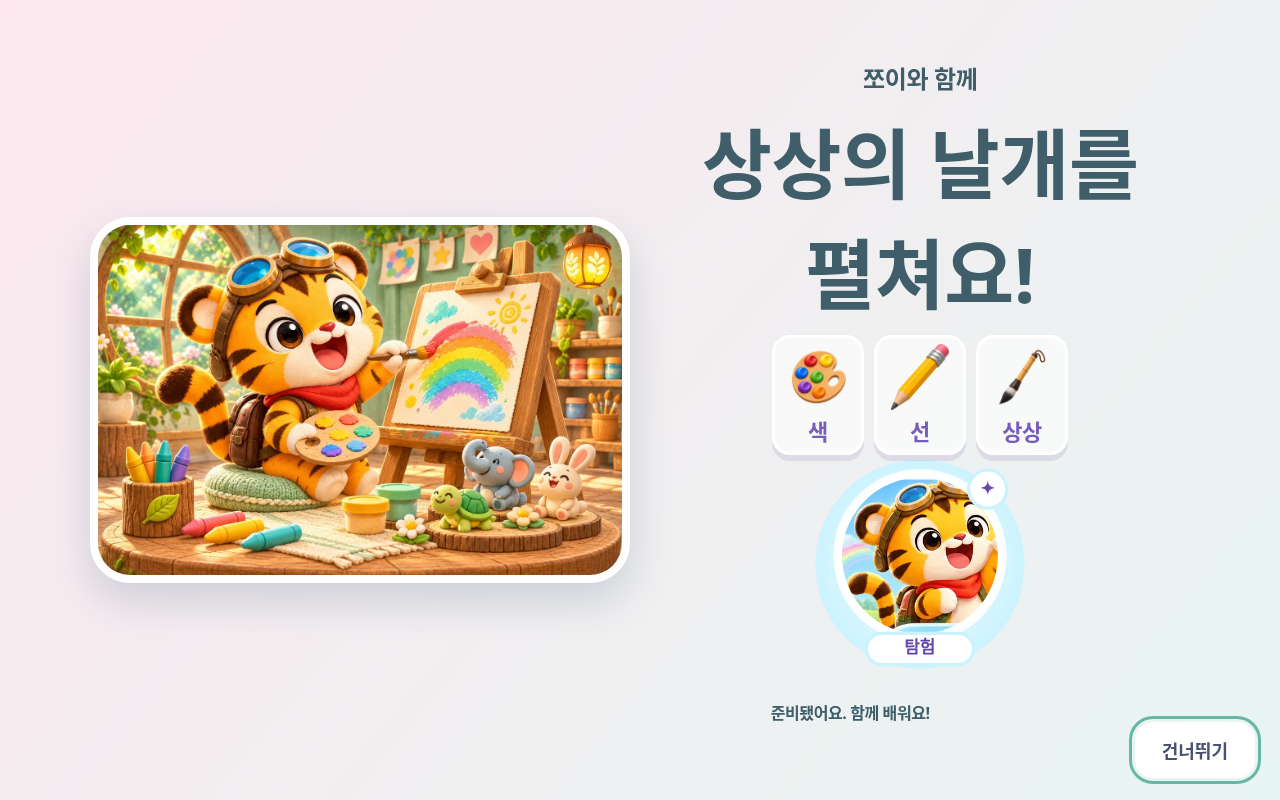 쪼이와 함께
상상의 날개를
펼쳐요!
색
선
상상
탐험
준비됐어요. 함께 배워요!
건너뛰기